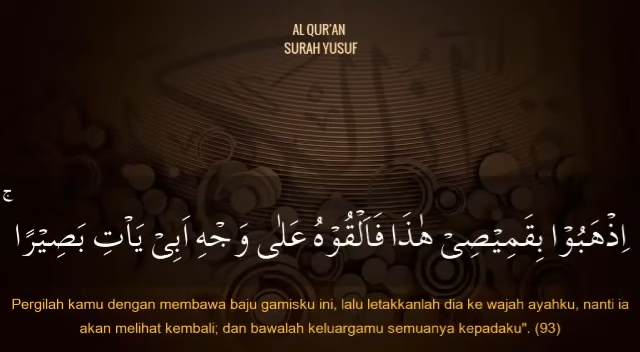 AL QUR'AN
SURAH YUSUF
اِذْهَبُوْا بِقَمِيْصِيْ هٰذَا فَاَلْقُوْهُ عَلٰى وَجْهِ اَبِيْ يَاْتِ بَصِيْرًا ۚ
Pergilah kamu dengan membawa baju gamisku ini, lalu letakkanlah dia ke wajah ayahku, nanti ia
akan melihat kembali; dan bawalah keluargamu semuanya kepadaku". (93)